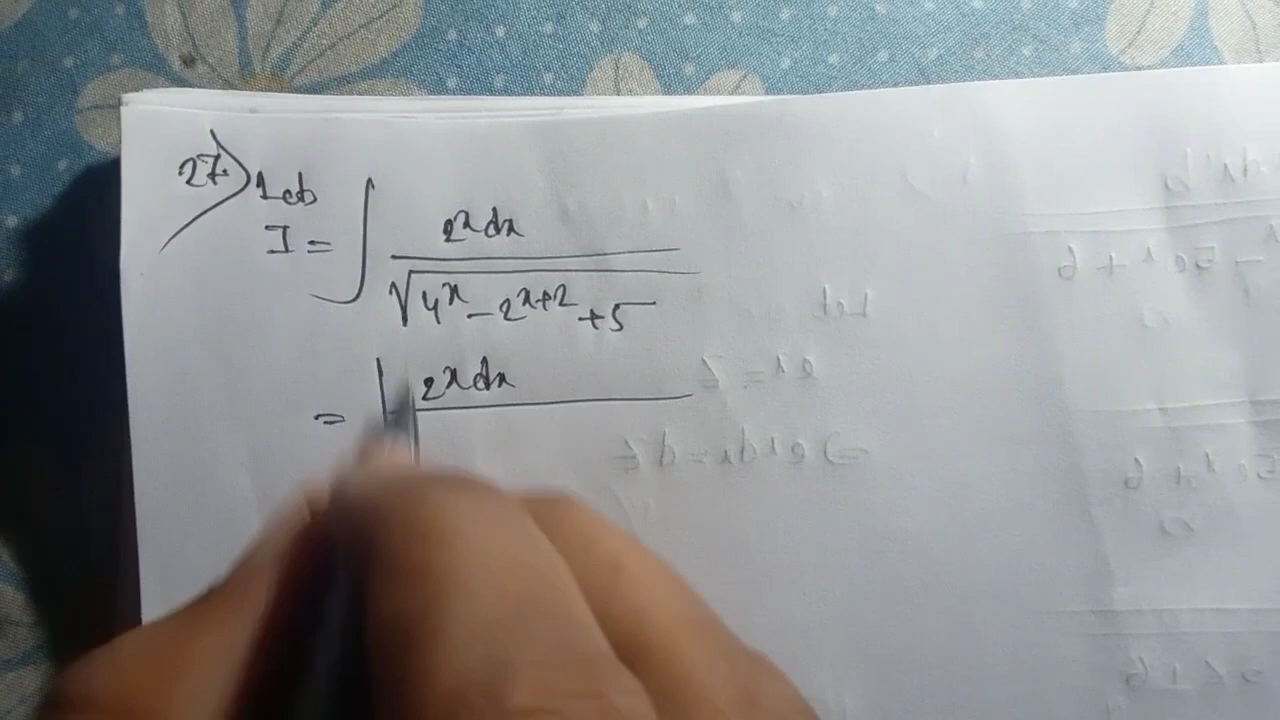 27.) Let
I = ∫ 2^x dx / √(4^x - 2^(x+2) + 5)
= ∫ 2^x dx